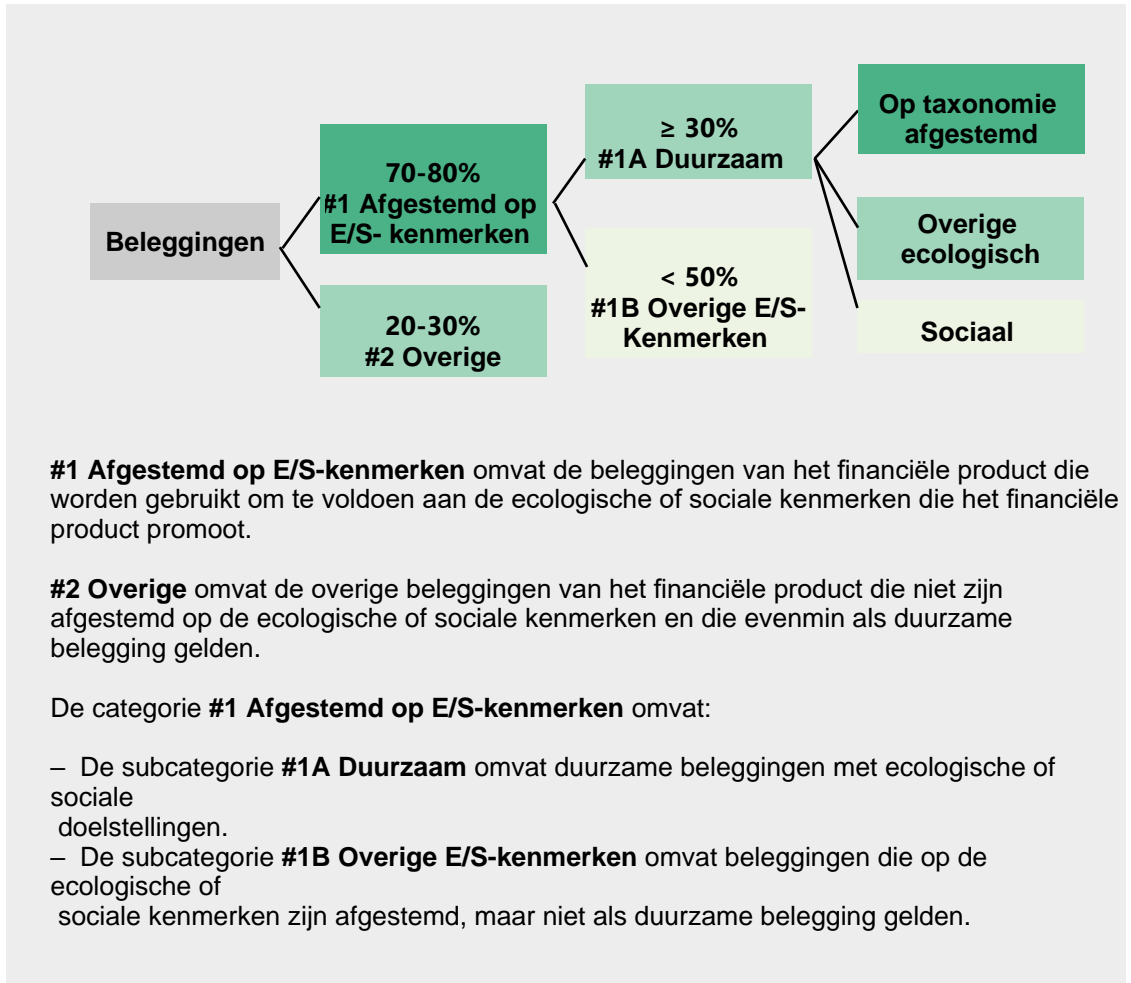 Beleggingen
70-80%
#1 Afgestemd op
E/S- kenmerken
20-30%
#2 Overige
≥ 30%
#1A Duurzaam
< 50%
#1B Overige E/S-
Kenmerken
Op taxonomie
afgestemd
Overige
ecologisch
Sociaal
#1 Afgestemd op E/S-kenmerken omvat de beleggingen van het financiële product die
worden gebruikt om te voldoen aan de ecologische of sociale kenmerken die het financiële
product promoot.
#2 Overige omvat de overige beleggingen van het financiële product die niet zijn
afgestemd op de ecologische of sociale kenmerken en die evenmin als duurzame
belegging gelden.
De categorie #1 Afgestemd op E/S-kenmerken omvat:
– De subcategorie #1A Duurzaam omvat duurzame beleggingen met ecologische of
sociale
doelstellingen.
– De subcategorie #1B Overige E/S-kenmerken omvat beleggingen die op de
ecologische of
sociale kenmerken zijn afgestemd, maar niet als duurzame belegging gelden.